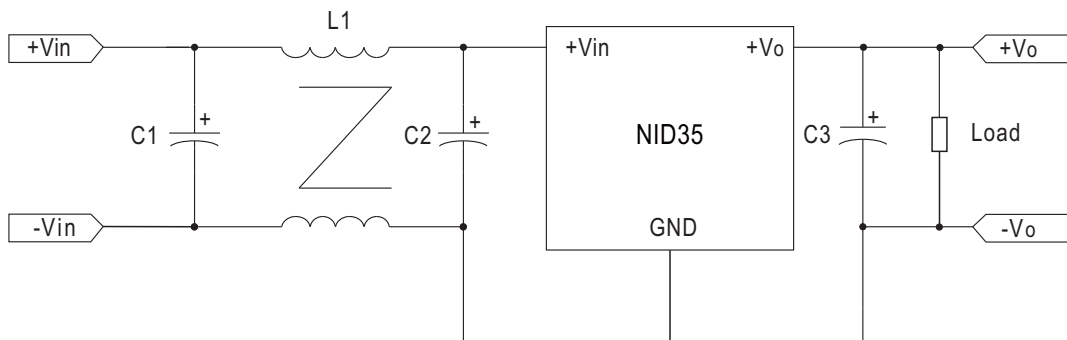 L1
+Vin
+Vin
+Vo
+Vo
C1
+
C2
+
NID35
C3
+
Load
-Vin
GND
-Vo